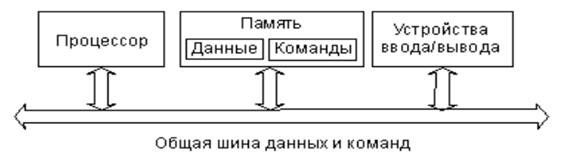 Процессор
Память
Данные Команды
Устройства
ввода/вывода
Общая шина данных и команд